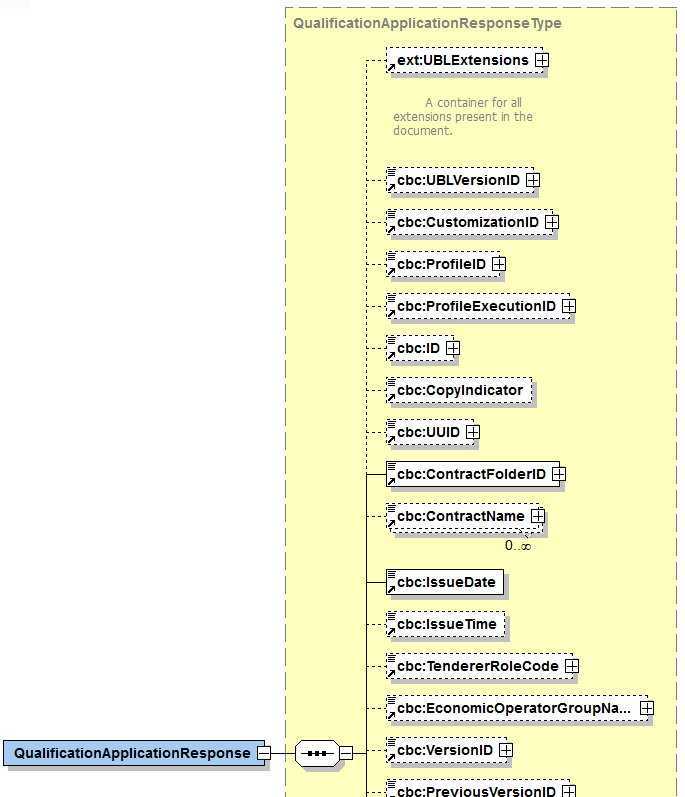 QualificationApplicationResponseType
ext:UBLExtensions
A container for all
extensions present in the
document.
cbc:UBLVersionID
cbc:CustomizationID
cbc:ProfileID
cbc:ProfileExecutionID
cbc:ID
cbc:CopyIndicator
cbc:UUID
cbc:ContractFolderID
cbc:ContractName
0..∞
cbc:IssueDate
cbc:IssueTime
cbc:TendererRoleCode
cbc:EconomicOperatorGroupNa...
QualificationApplicationResponse
cbc:VersionID
cbc:PreviousVersionID